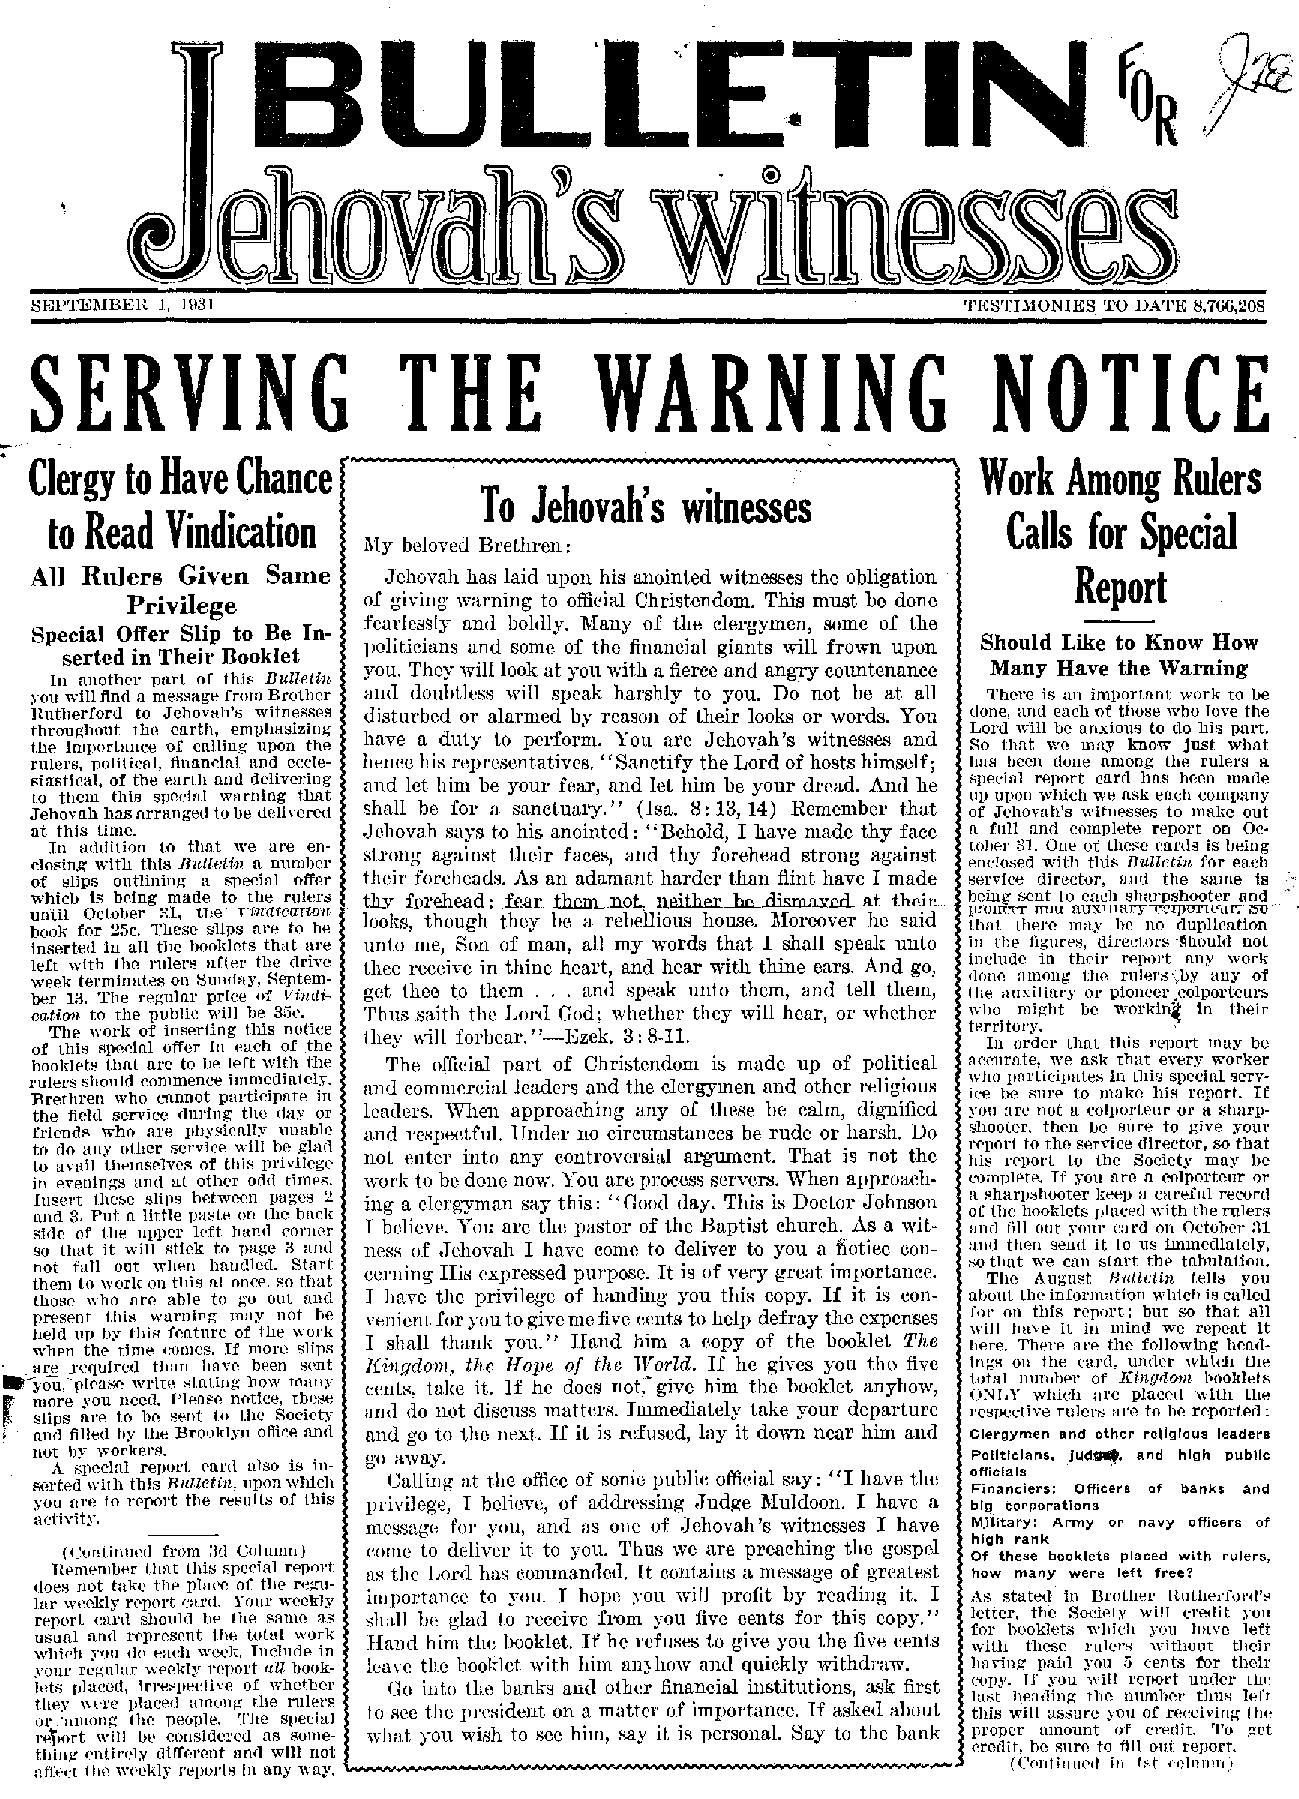 BULLETIN FOR
Jehovah's witnesses
SEPTEMBER 1, 1931
TESTIMONIES TO DATE 8,766,208
SERVING THE WARNING NOTICE
Clergy to Have Chance
to Read Vindication
All Rulers Given Same
Privilege
Special Offer Slip to Be In-
serted in Their Booklet
In another part of this Bulletin
you will find a message from Brother
Rutherford to Jehovah's witnesses
throughout the earth, emphasizing
the importance of calling upon the
rulers, political, financial and eccle-
siastical, of the earth and delivering
to them this special warning that
Jehovah has arranged to be delivered
at this time.
In addition to that we are en-
closing with this Bulletin a number
of slips outlining a special offer
which is being made to the rulers
until October 31, the Vindication
book for 25c. These slips are to be
inserted in all the booklets that are
left with the rulers after the drive
week terminates on Sunday, Septem-
ber 13. The regular price of Vindi-
cation to the public will be 35c.
The work of inserting this notice
of this special offer in each of the
booklets that are to be left with the
rulers should commence immediately.
Brethren who cannot participate in
the field service during the day or
friends who are physically unable
to do any other service will be glad
to avail themselves of this privilege
in evenings and at other odd times.
Insert these slips between pages 2
and 3. Put a little paste on the back
side of the upper left hand corner
so that it will stick to page 3 and
not fall out when handled. Start
them to work on this at once, so that
those who are able to go out and
present this warning may not be
held up by this feature of the work
when the time comes. If more slips
are required than have been sent
you, please write stating how many
more you need. Please notice, these
slips are to be sent to the Society
and filled by the Brooklyn office and
not by workers.
A special report card also is in-
serted with this Bulletin, upon which
you are to report the results of this
activity.
(Continued from 3d Column)
Remember that this special report
does not take the place of the regu-
lar weekly report card. Your weekly
report card should be the same as
usual and represent the total work
which you do each week. Include in
your regular weekly report all book-
lets placed, irrespective of whether
they were placed among the rulers
or among the people. The special
report will be considered as some-
thing entirely different and will not
affect the weekly reports in any way.
To Jehovah's witnesses
My beloved Brethren:
Jehovah has laid upon his anointed witnesses the obligation
of giving warning to official Christendom. This must be done
fearlessly and boldly. Many of the clergymen, some of the
politicians and some of the financial giants will frown upon
you. They will look at you with a fierce and angry countenance
and doubtless will speak harshly to you. Do not be at all
disturbed or alarmed by reason of their looks or words. You
have a duty to perform. You are Jehovah's witnesses and
hence his representatives. "Sanctify the Lord of hosts himself;
and let him be your fear, and let him be your dread. And he
shall be for a sanctuary." (Isa. 8:13, 14) Remember that
Jehovah says to his anointed: "Behold, I have made thy face
strong against their faces, and thy forehead strong against
their foreheads. As an adamant harder than flint have I made
thy forehead; fear them not, neither be dismayed at their
looks, though they be a rebellious house. Moreover he said
unto me, Son of man, all my words that I shall speak unto
thee receive in thine heart, and hear with thine ears. And go,
get thee to them . . . and speak unto them, and tell them,
Thus saith the Lord God; whether they will hear, or whether
they will forbear."—Ezek. 3:8-11.
The official part of Christendom is made up of political
and commercial leaders and the clergymen and other religious
leaders. When approaching any of these be calm, dignified
and respectful. Under no circumstances be rude or harsh. Do
not enter into any controversial argument. That is not the
work to be done now. You are process servers. When approach-
ing a clergyman say this: "Good day. This is Doctor Johnson
I believe. You are the pastor of the Baptist church. As a wit-
ness of Jehovah I have come to deliver to you a notice con-
cerning His expressed purpose. It is of very great importance.
I have the privilege of handing you this copy. If it is con-
venient for you to give me five cents to help defray the expenses
I shall thank you." Hand him a copy of the booklet The
Kingdom, the Hope of the World. If he gives you the five
cents, take it. If he does not, give him the booklet anyhow,
and do not discuss matters. Immediately take your departure
and go to the next. If it is refused, lay it down near him and
go away.
Calling at the office of some public official say: "I have the
privilege, I believe, of addressing Judge Muldoon. I have a
message for you, and as one of Jehovah's witnesses I have
come to deliver it to you. Thus we are preaching the gospel
as the Lord has commanded. It contains a message of greatest
importance to you. I hope you will profit by reading it. I
shall be glad to receive from you five cents for this copy."
Hand him the booklet. If he refuses to give you the five cents
leave the booklet with him anyhow and quickly withdraw.
Go into the banks and other financial institutions, ask first
to see the president on a matter of importance. If asked about
what you wish to see him, say it is personal. Say to the bank
Work Among Rulers
Calls for Special
Report
Should Like to Know How
Many Have the Warning
There is an important work to be
done, and each of those who love the
Lord will be anxious to do his part.
So that we may know just what
has been done among the rulers a
special report card has been made
up upon which we ask each company
of Jehovah's witnesses to make out
a full and complete report on Oc-
tober 31. One of these cards is being
enclosed with this Bulletin for each
service director, and the same is
being sent to each sharpshooter and
pioneer and auxiliary colporteur. So
that there may be no duplication
in the figures, directors should not
include in their report any work
done among the rulers by any of
the auxiliary or pioneer colporteurs
who might be working in their
territory.
In order that this report may be
accurate, we ask that every worker
who participates in this special serv-
ice be sure to make his report. If
you are not a colporteur or a sharp-
shooter, then be sure to give your
report to the service director, so that
his report to the Society may be
complete. If you are a colporteur or
a sharpshooter keep a careful record
of the booklets placed with the rulers
and fill out your card on October 31
and then send it to us immediately,
so that we can start the tabulation.
The August Bulletin tells you
about the information which is called
for on this report; but so that all
will have it in mind we repeat it
here. There are the following head-
ings on the card, under which the
total number of Kingdom booklets
ONLY which are placed with the
respective rulers are to be reported:
Clergymen and other religious leaders
Politicians, judges, and high public
officials
Financiers: Officers of banks and
big corporations
Military: Army or navy officers of
high rank
Of these booklets placed with rulers,
how many were left free?
As stated in Brother Rutherford's
letter, the Society will credit you
for booklets which you have left
with these rulers without their
having paid you 5 cents for their
copy. If you will report under the
last heading the number thus left
this will assure you of receiving the
proper amount of credit. To get
credit, be sure to fill out report.
(Continued in 1st column)